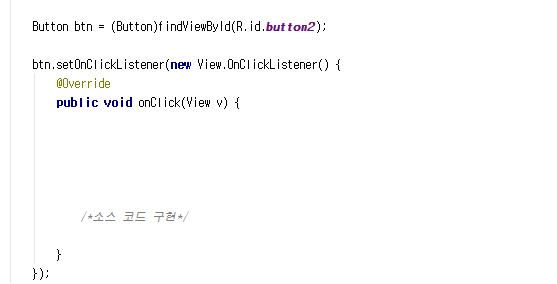 Button btn = (Button)findViewById(R.id.button2);
btn.setOnClickListener(new View.OnClickListener() {
@Override
public void onClick(View v) {
/*소스 코드 구현*/
}
});